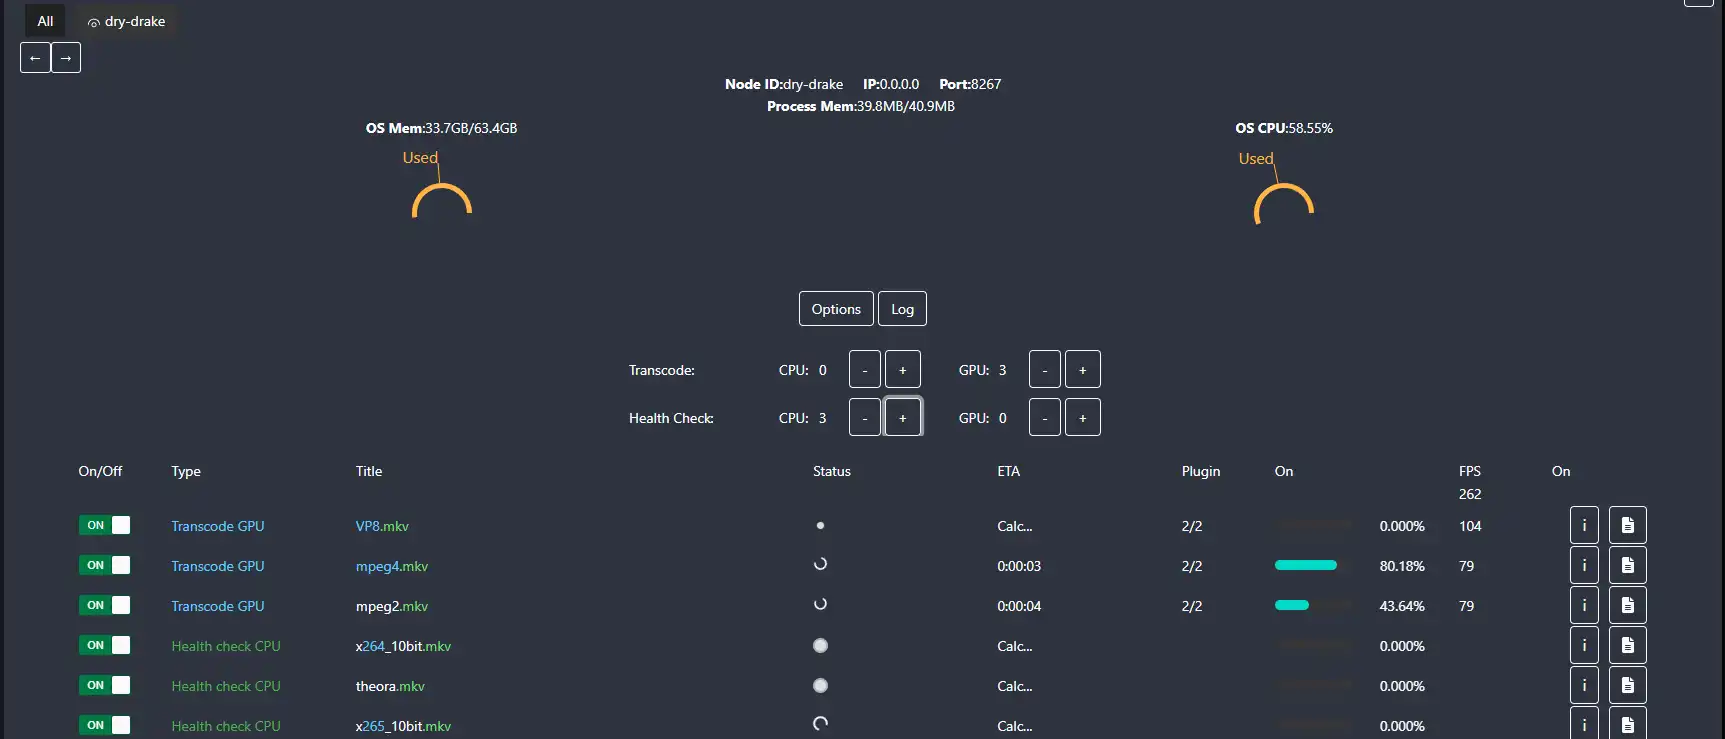 All dry-drake
← →
Node ID:dry-drake IP:0.0.0.0 Port:8267
Process Mem:39.8MB/40.9MB
OS Mem:33.7GB/63.4GB OS CPU:58.55%
Used Used
Options Log
Transcode: CPU: 0 - + GPU: 3 - +
Health Check: CPU: 3 - + GPU: 0 - +
On/Off Type Title Status ETA Plugin On FPS On
262
ON Transcode GPU VP8.mkv Calc... 2/2 0.000% 104 i
ON Transcode GPU mpeg4.mkv 0:00:03 2/2 80.18% 79 i
ON Transcode GPU mpeg2.mkv 0:00:04 2/2 43.64% 79 i
ON Health check CPU x264_10bit.mkv Calc... 0.000% i
ON Health check CPU theora.mkv Calc... 0.000% i
ON Health check CPU x265_10bit.mkv Calc... 0.000% i